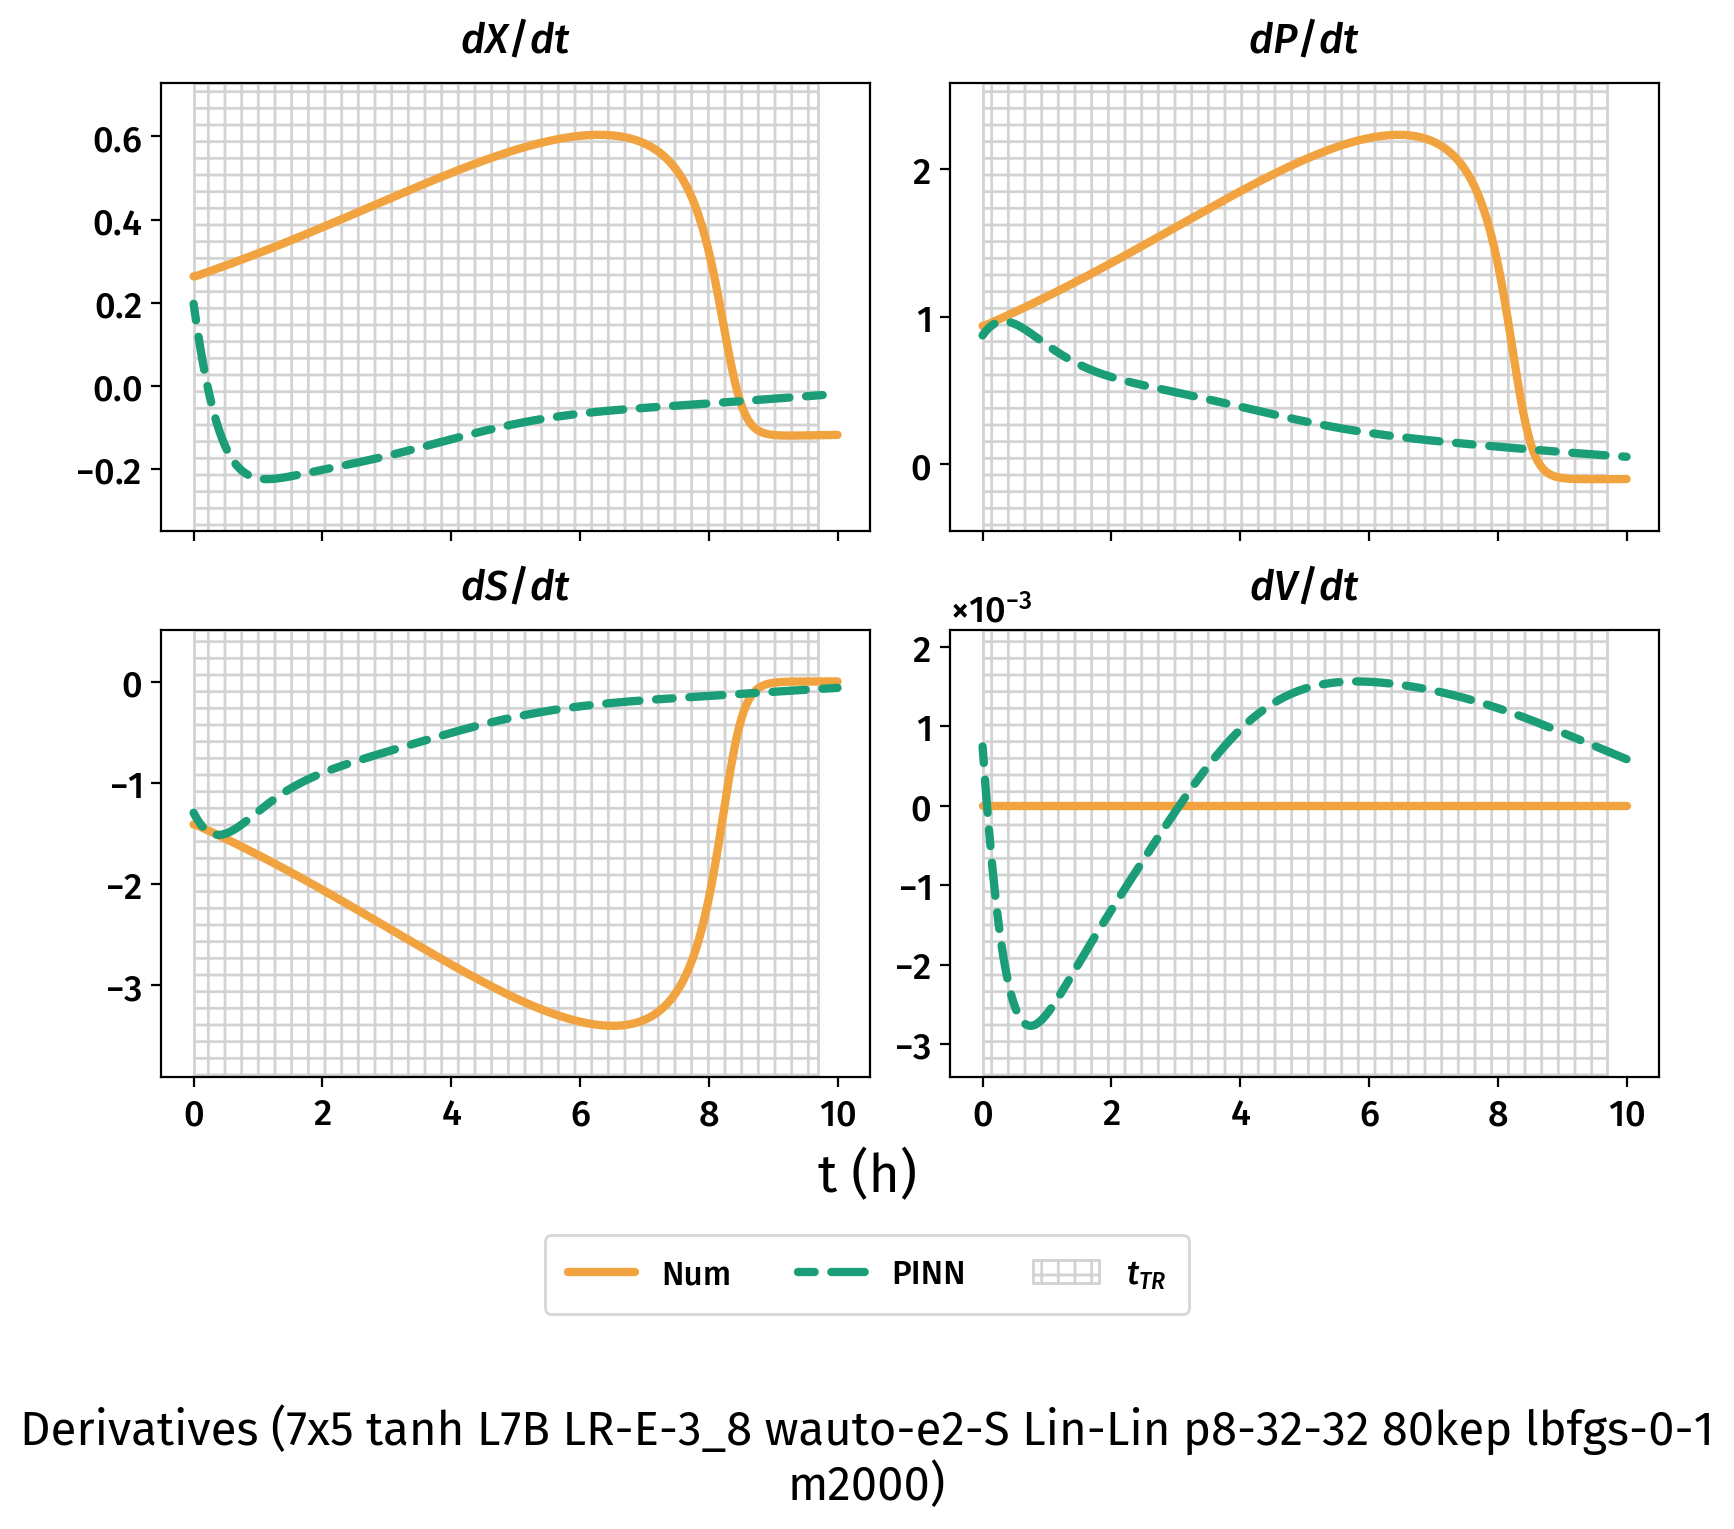 dX/dt
dP/dt
0.6
0.4
0.2
0.0
−0.2
2
1
0
dS/dt
dV/dt
×10⁻³
0
−1
−2
−3
2
1
0
−1
−2
−3
0 2 4 6 8 10
0 2 4 6 8 10
t (h)
Num PINN t_TR
Derivatives (7x5 tanh L7B LR-E-3_8 wauto-e2-S Lin-Lin p8-32-32 80kep lbfgs-0-1
m2000)